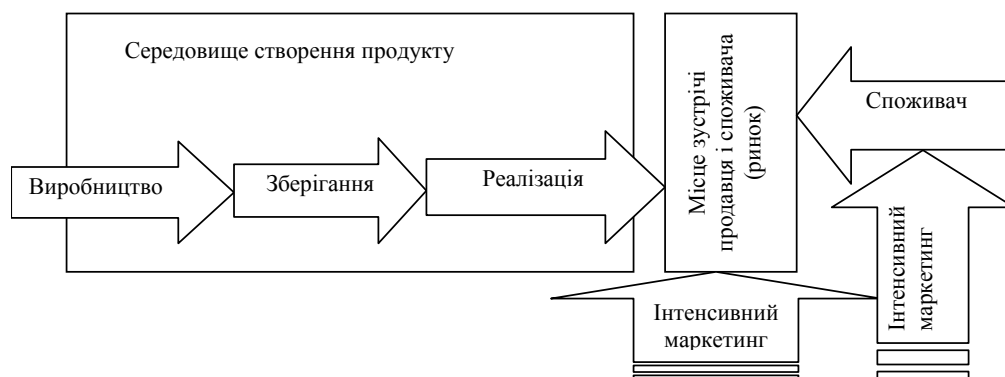 Середовище створення продукту
Виробництво
Зберігання
Реалізація
Місце зустрічі
продавця і споживача
(ринок)
Споживач
Інтенсивний
маркетинг
Інтенсивний
маркетинг